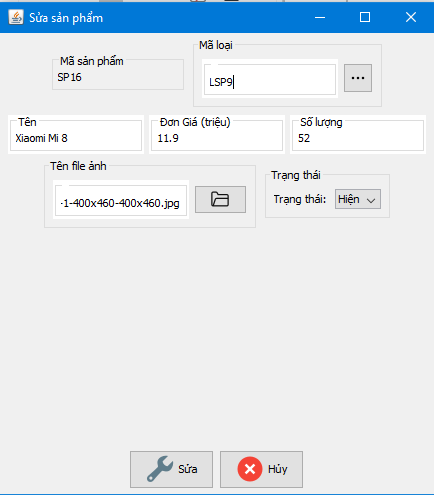 Sửa sản phẩm
Mã sản phẩm
SP16
Mã loại
LSP9
...
Tên
Xiaomi Mi 8
Đơn Giá (triệu)
11.9
Số lượng
52
Tên file ảnh
-1-400x460-400x460.jpg
Trạng thái
Trạng thái:
Hiện
Sửa
Hủy